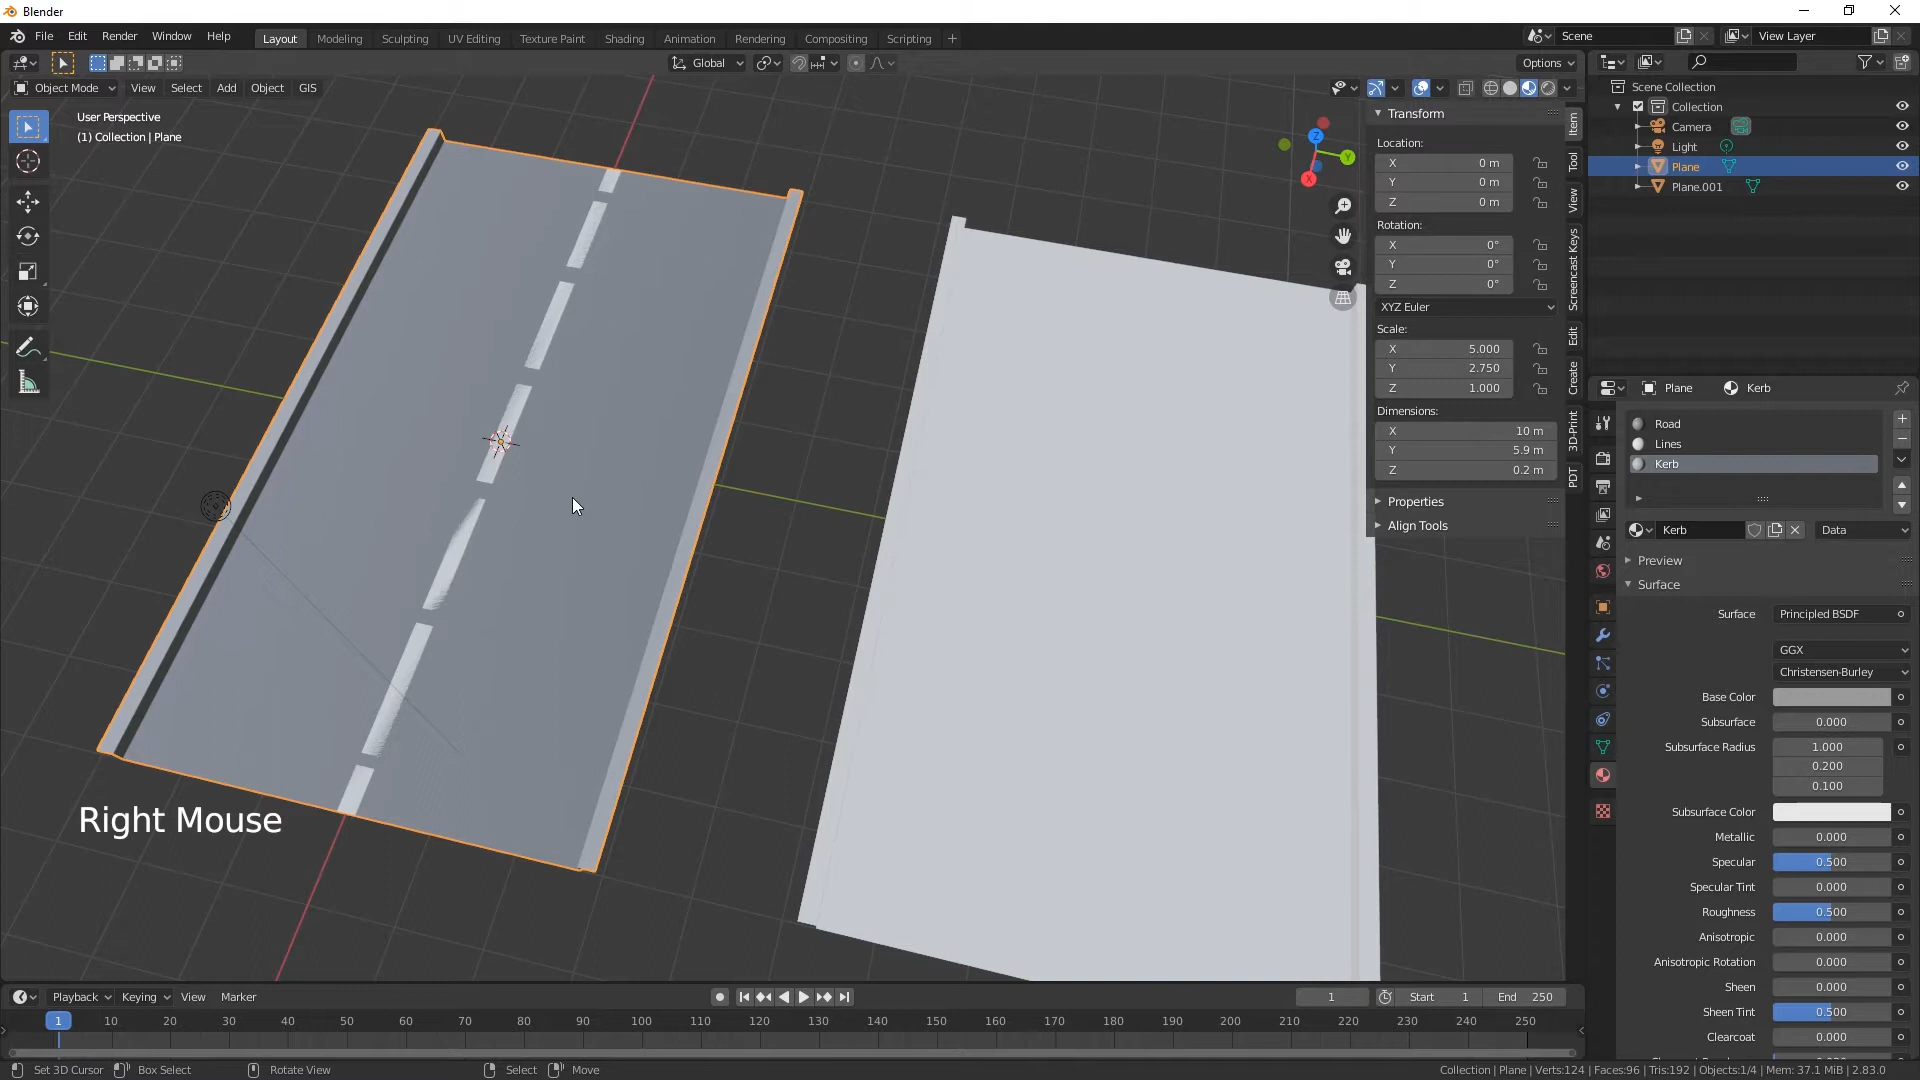 Blender
File Edit Render Window Help
Layout Modeling Sculpting UV Editing Texture Paint Shading Animation Rendering Compositing Scripting +
Scene
View Layer
Global
Options
Object Mode View Select Add Object GIS
User Perspective
(1) Collection | Plane
Z
Y
X
Transform
Location:
X 0 m
Y 0 m
Z 0 m
Rotation:
X 0°
Y 0°
Z 0°
XYZ Euler
Scale:
X 5.000
Y 2.750
Z 1.000
Dimensions:
X 10 m
Y 5.9 m
Z 0.2 m
Properties
Align Tools
Item
Tool
View
Screencast Keys
Edit
Create
3D-Print
PDT
Scene Collection
Collection
Camera
Light
Plane
Plane.001
Plane Kerb
Road
Lines
Kerb
Kerb Data
Preview
Surface
Surface Principled BSDF
GGX
Christensen-Burley
Base Color
Subsurface 0.000
Subsurface Radius 1.000
0.200
0.100
Subsurface Color
Metallic 0.000
Specular 0.500
Specular Tint 0.000
Roughness 0.500
Anisotropic 0.000
Anisotropic Rotation 0.000
Sheen 0.000
Sheen Tint 0.500
Clearcoat 0.000
Right Mouse
Playback Keying View Marker
1 Start 1 End 250
1 10 20 30 40 50 60 70 80 90 100 110 120 130 140 150 160 170 180 190 200 210 220 230 240 250
Set 3D Cursor Box Select Rotate View Select Move
Collection | Plane | Verts:124 | Faces:96 | Tris:192 | Objects:1/4 | Mem: 37.1 MiB | 2.83.0